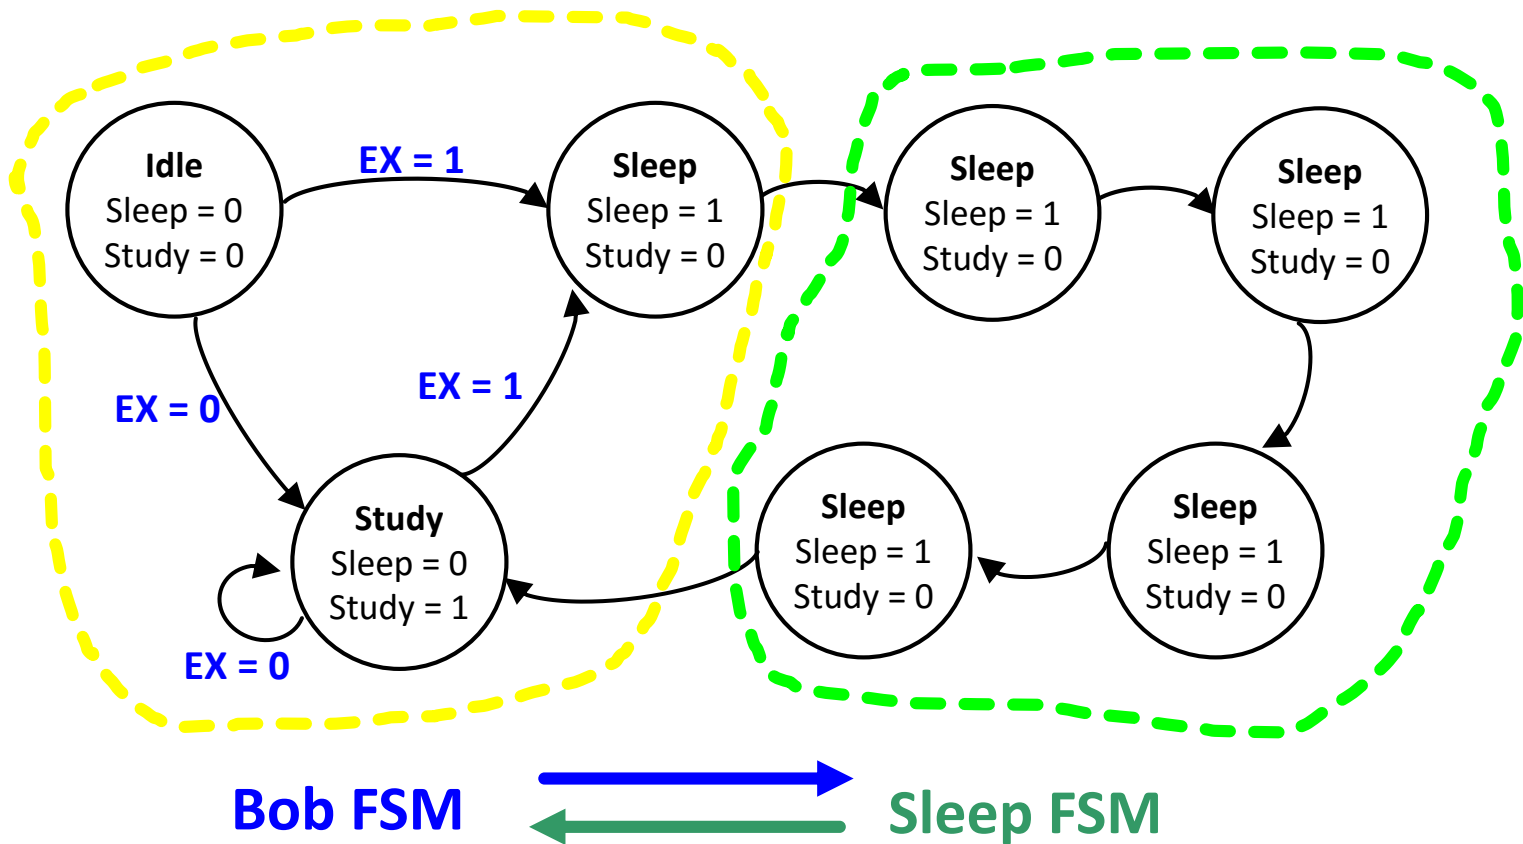 Idle
Sleep = 0
Study = 0
EX = 1
Sleep
Sleep = 1
Study = 0
Sleep
Sleep = 1
Study = 0
Sleep
Sleep = 1
Study = 0
EX = 0
EX = 1
Study
Sleep = 0
Study = 1
EX = 0
Sleep
Sleep = 1
Study = 0
Sleep
Sleep = 1
Study = 0
Bob FSM
Sleep FSM